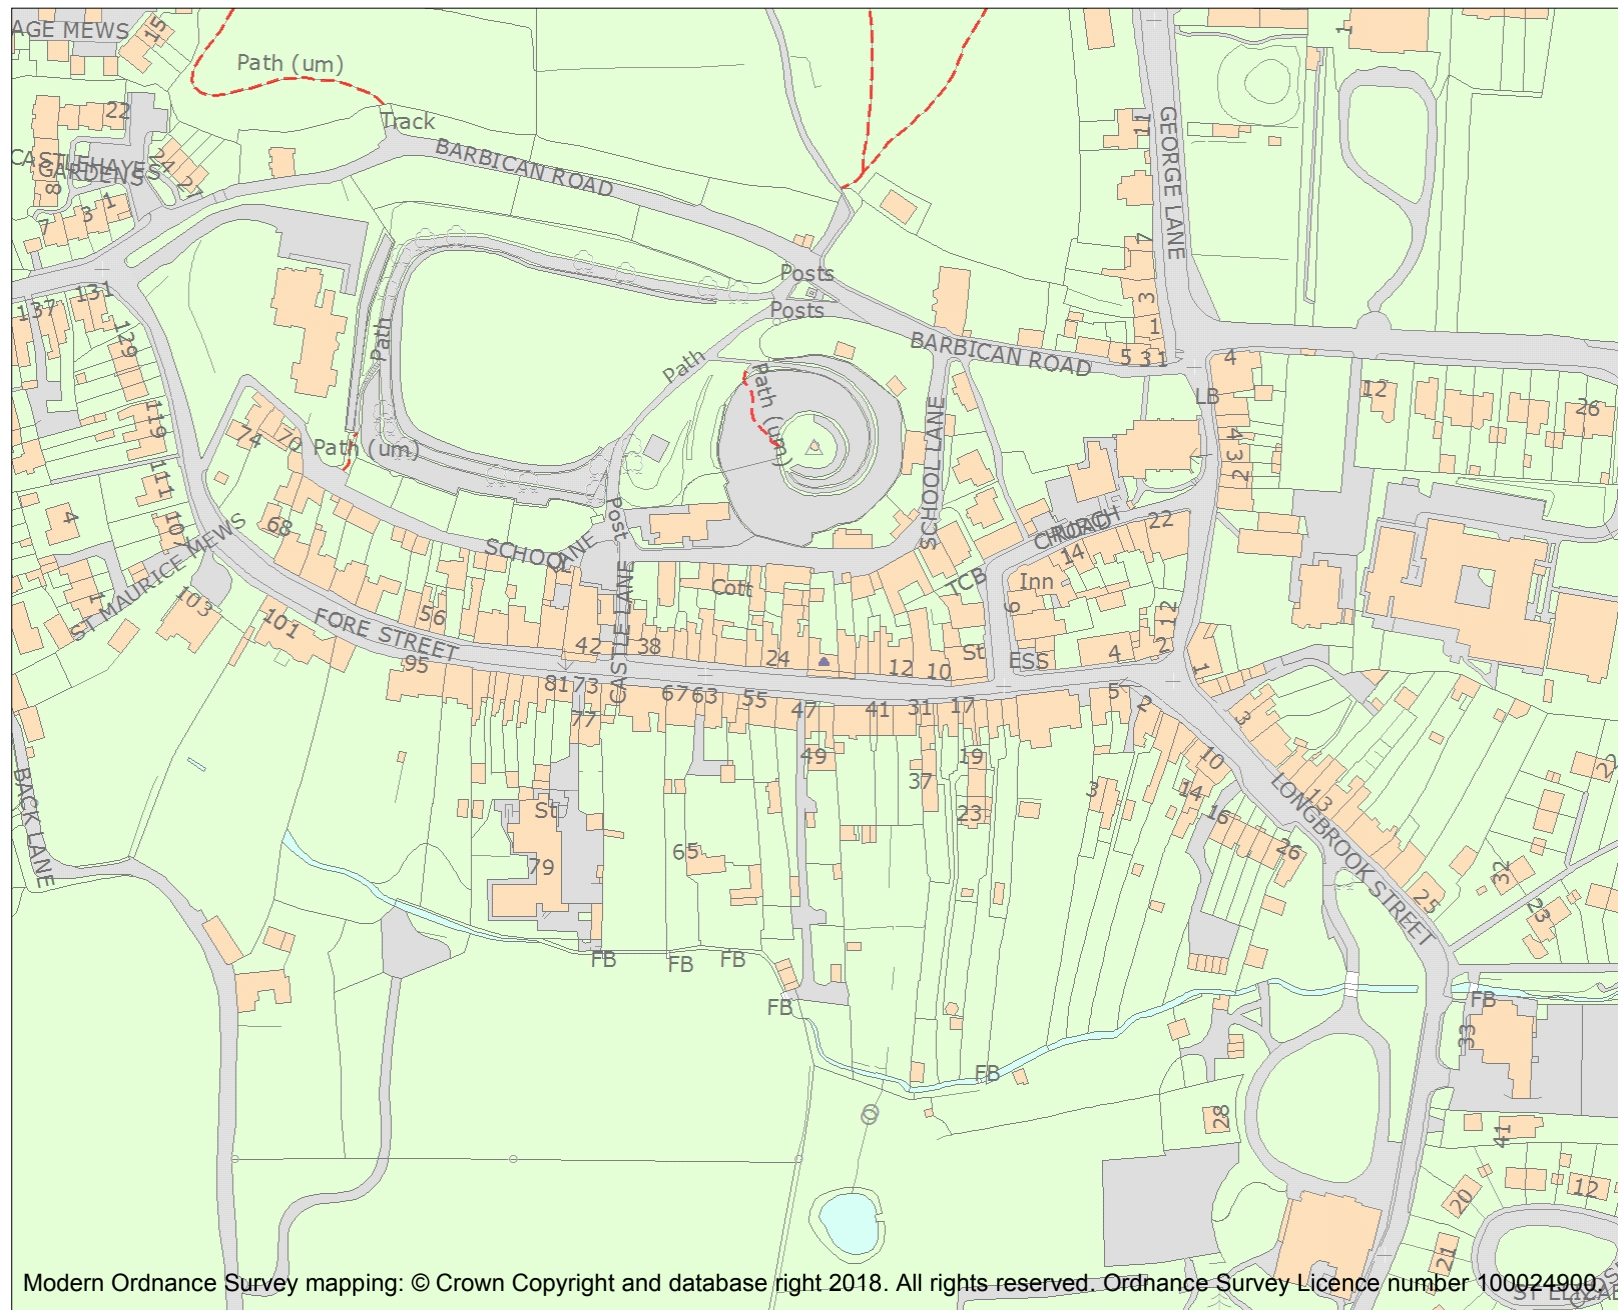 AGE MEWS
15
1
Path (um)
22
Track
11
GEORGE LANE
BARBICAN ROAD
CASTLEHAYES
GARDENS
24
27
8
1
3
7
7
Posts
131
137
3
Posts
1
129
Path
BARBICAN ROAD
5
3
1
4
Path
Path (um)
LB
12
26
119
SCHOOL LANE
74
70
Path (um)
43
2
111
4
107
68
Post
CHURCH
ROAD
22
14
ST MAURICE MEWS
SCHOOL
LANE
TCB
Inn
Cott
1
103
CASTLE LANE
9
12
56
101
FORE STREET
42
38
24
12
10
St
ESS
4
2
1
95
81
73
67
63
55
47
41
31
17
5
2
3
77
49
19
10
37
3
14
13
22
BACK LANE
St
23
16
LONGBROOK STREET
79
65
26
32
25
23
FB
FB
FB
FB
FB
33
FB
28
41
20
12
21
Modern Ordnance Survey mapping: © Crown Copyright and database right 2018. All rights reserved. Ordnance Survey Licence number 100024900.